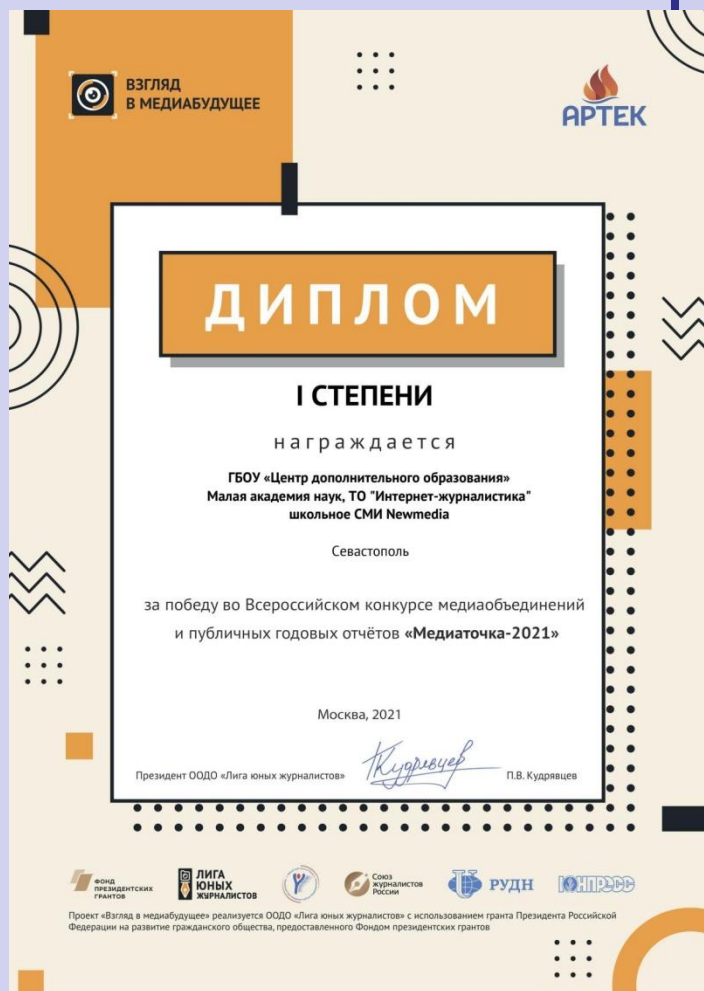 ВЗГЛЯД
В МЕДИАБУДУЩЕЕ
АРТЕК
ДИПЛОМ
I СТЕПЕНИ
награждается
ГБОУ «Центр дополнительного образования»
Малая академия наук, ТО "Интернет-журналистика"
школьное СМИ Newmedia
Севастополь
за победу во Всероссийском конкурсе медиаобъединений
и публичных годовых отчётов «Медиаточка-2021»
Москва, 2021
Президент ООДО «Лига юных журналистов»
Кудрявцев
П.В. Кудрявцев
ФОНД
ПРЕЗИДЕНТСКИХ
ГРАНТОВ
ЛИГА
ЮНЫХ
ЖУРНАЛИСТОВ
Союз
журналистов
России
РУДН
ЮНПРЕСС
Проект «Взгляд в медиабудущее» реализуется ООДО «Лига юных журналистов» с использованием гранта Президента Российской
Федерации на развитие гражданского общества, предоставленного Фондом президентских грантов